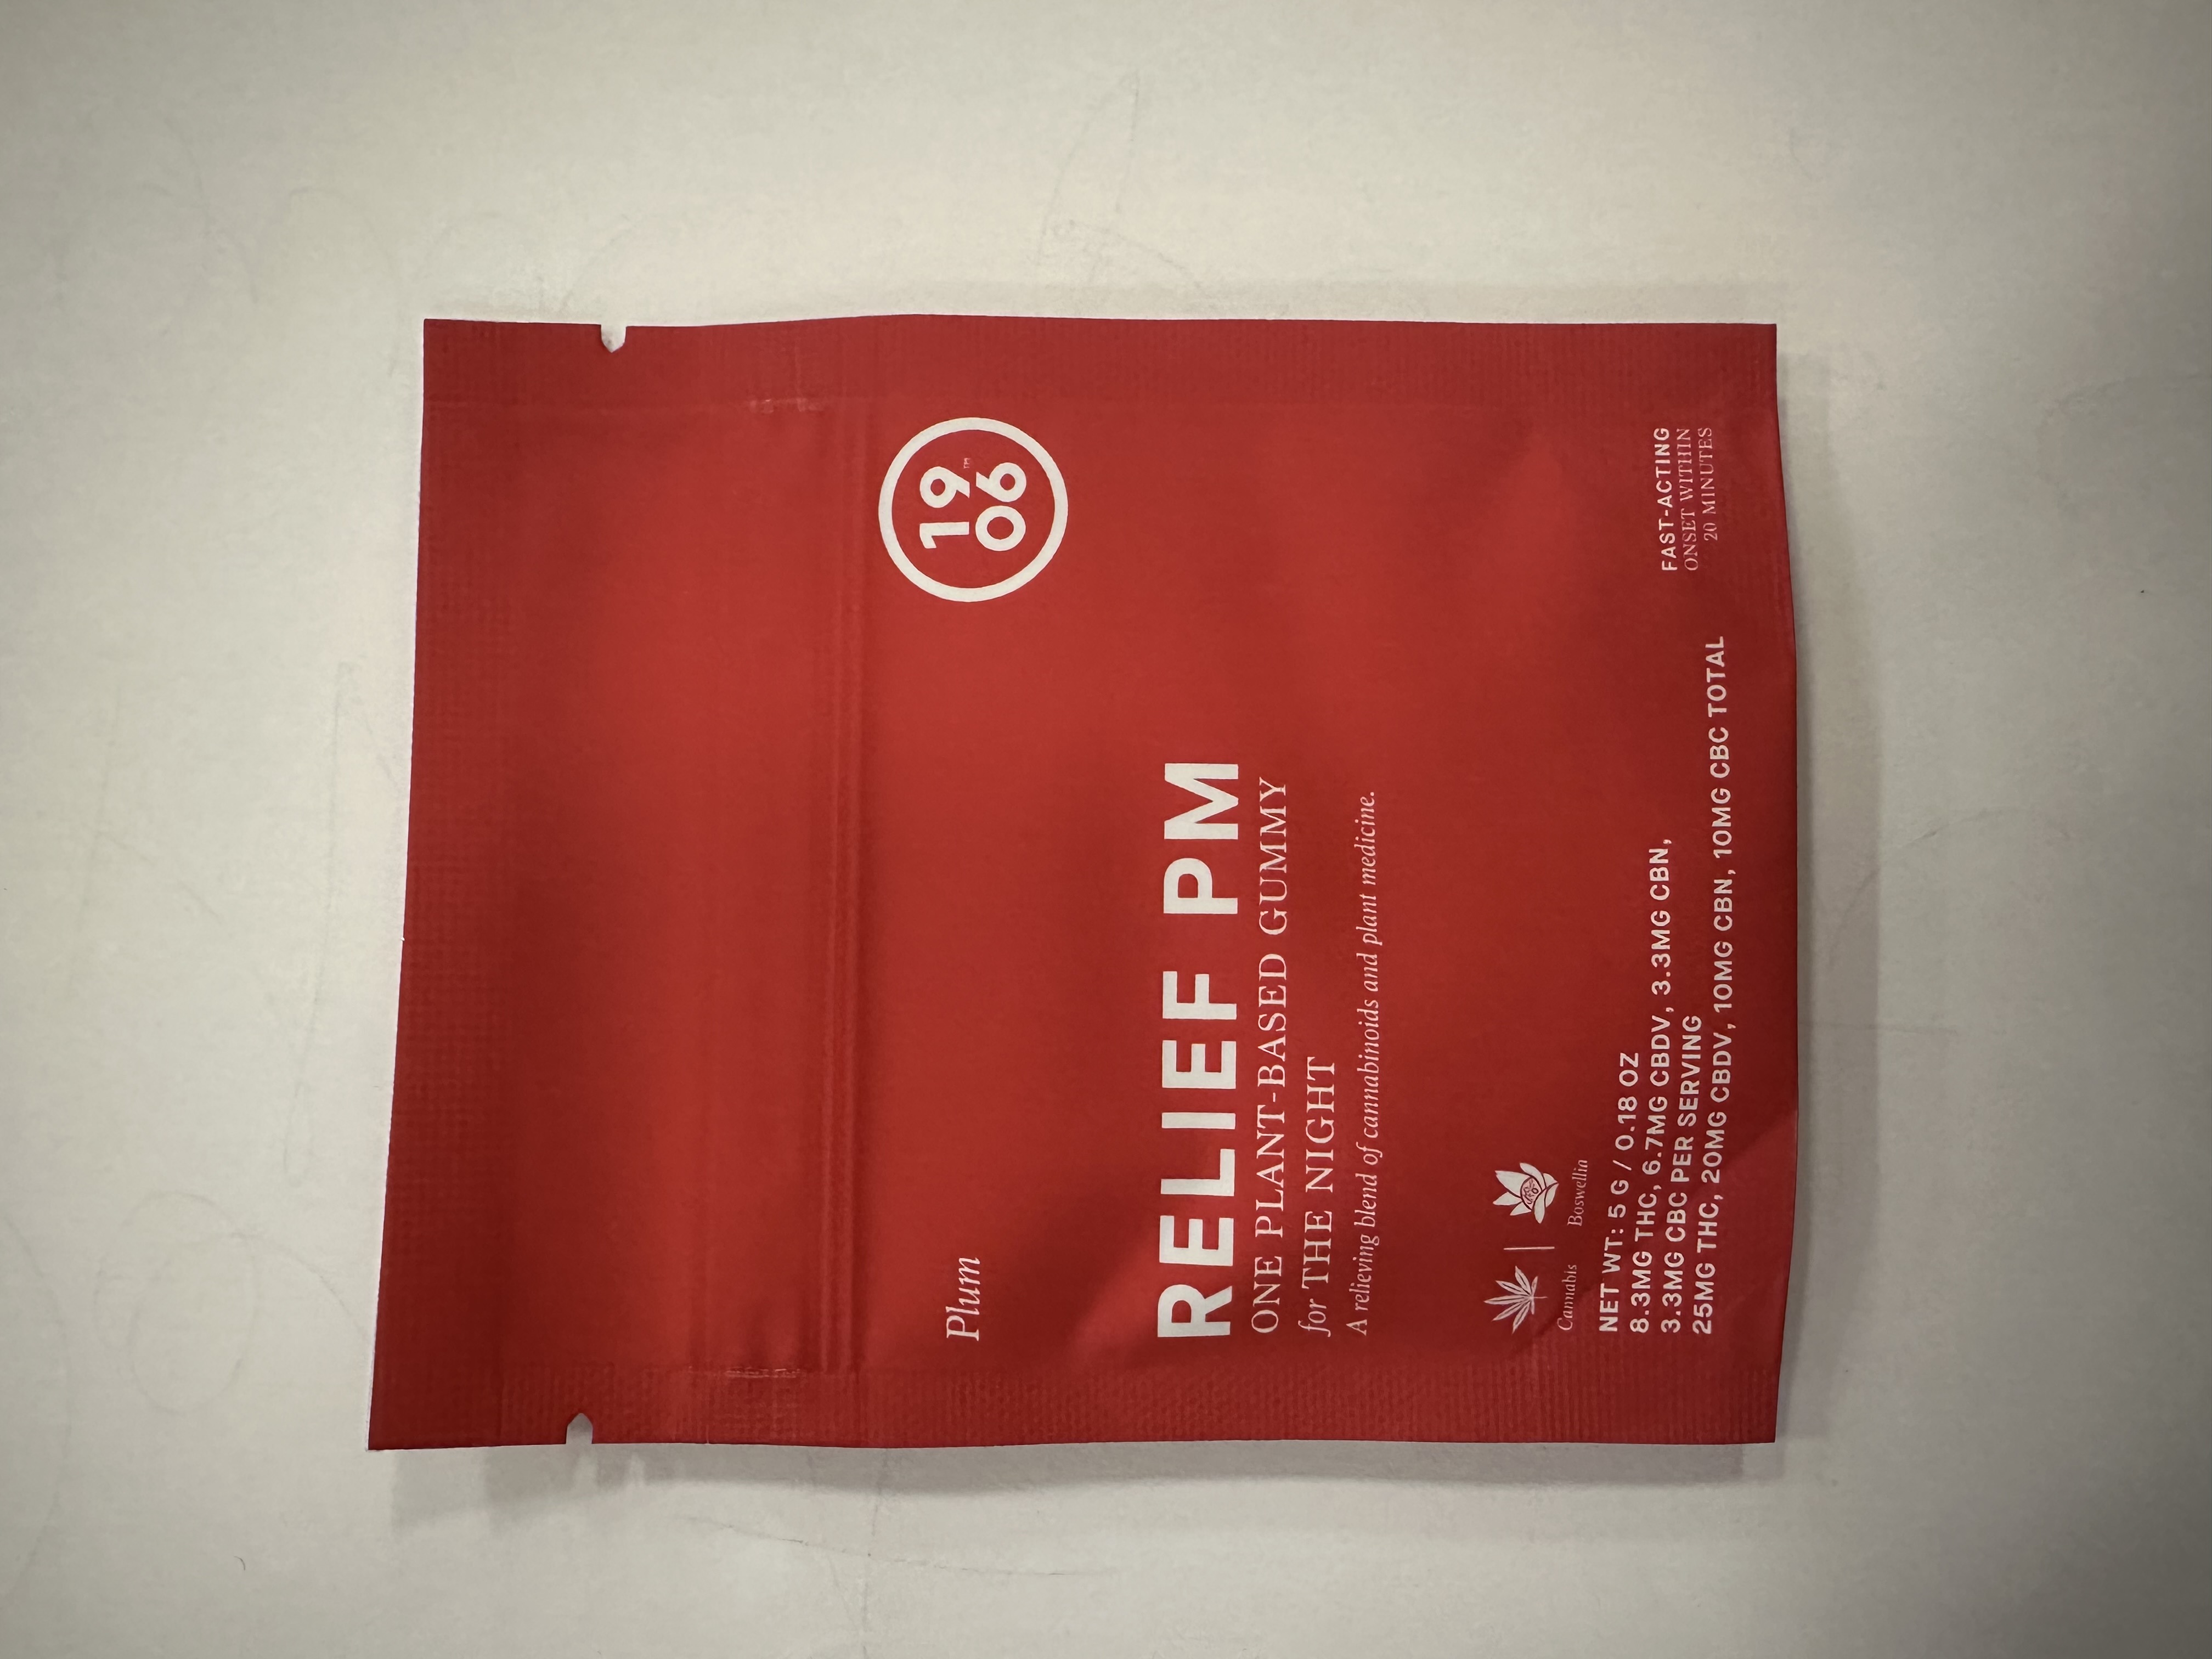 19™
06
Plum
RELIEF PM
ONE PLANT-BASED GUMMY
for THE NIGHT
A relieving blend of cannabinoids and plant medicine.
Cannabis | Boswellia
NET WT: 5 G / 0.18 OZ
8.3MG THC, 6.7MG CBDV, 3.3MG CBN,
3.3MG CBC PER SERVING
25MG THC, 20MG CBDV, 10MG CBN, 10MG CBC TOTAL
FAST-ACTING
ONSET WITHIN
20 MINUTES